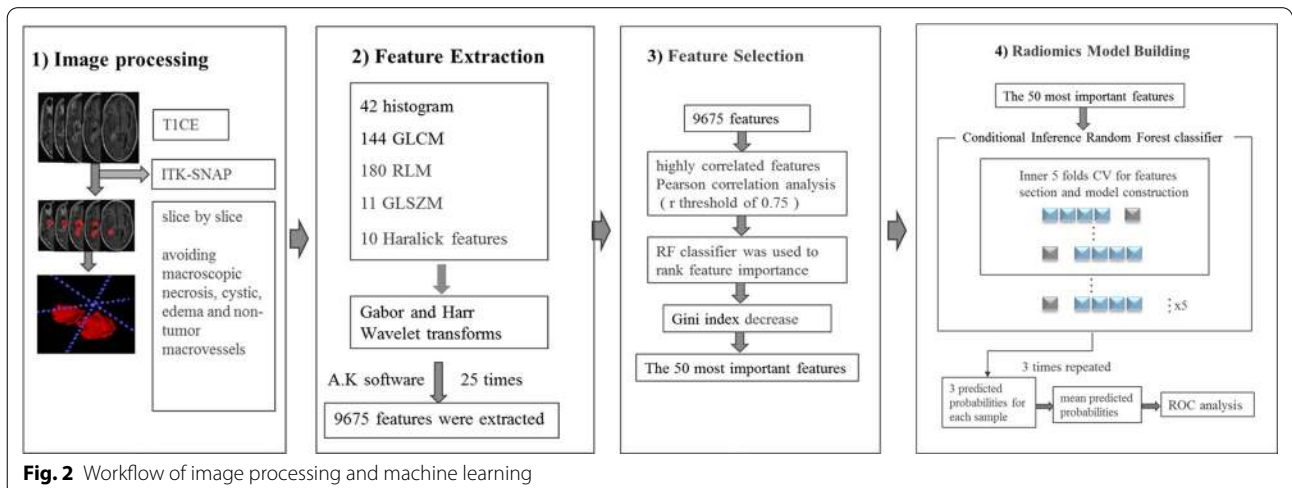 1) Image processing
T1CE
ITK-SNAP
slice by slice
avoiding
macroscopic
necrosis, cystic,
edema and non-
tumor
macrovessels
2) Feature Extraction
42 histogram
144 GLCM
180 RLM
11 GLSZM
10 Haralick features
Gabor and Harr
Wavelet transforms
A.K software
25 times
9675 features were extracted
3) Feature Selection
9675 features
highly correlated features
Pearson correlation analysis
( r threshold of 0.75 )
RF classifier was used to
rank feature importance
Gini index decrease
The 50 most important features
4) Radiomics Model Building
The 50 most important features
Conditional Inference Random Forest classifier
Inner 5 folds CV for features
section and model construction
x5
3 times repeated
3 predicted
probabilities for
each sample
mean predicted
probabilities
ROC analysis
Fig. 2 Workflow of image processing and machine learning